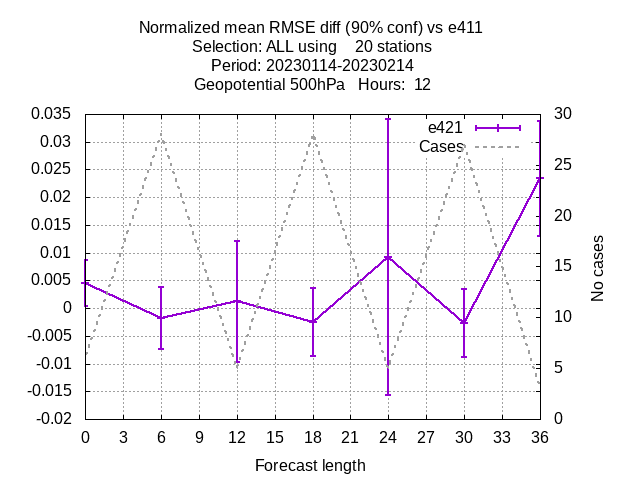 Normalized mean RMSE diff (90% conf) vs e411
Selection: ALL using    20 stations
Period: 20230114-20230214
Geopotential 500hPa   Hours:  12
0.035
0.03
0.025
0.02
0.015
0.01
0.005
0
-0.005
-0.01
-0.015
-0.02
e421
Cases
30
25
20
15
10
5
0
No cases
0 3 6 9 12 15 18 21 24 27 30 33 36
Forecast length